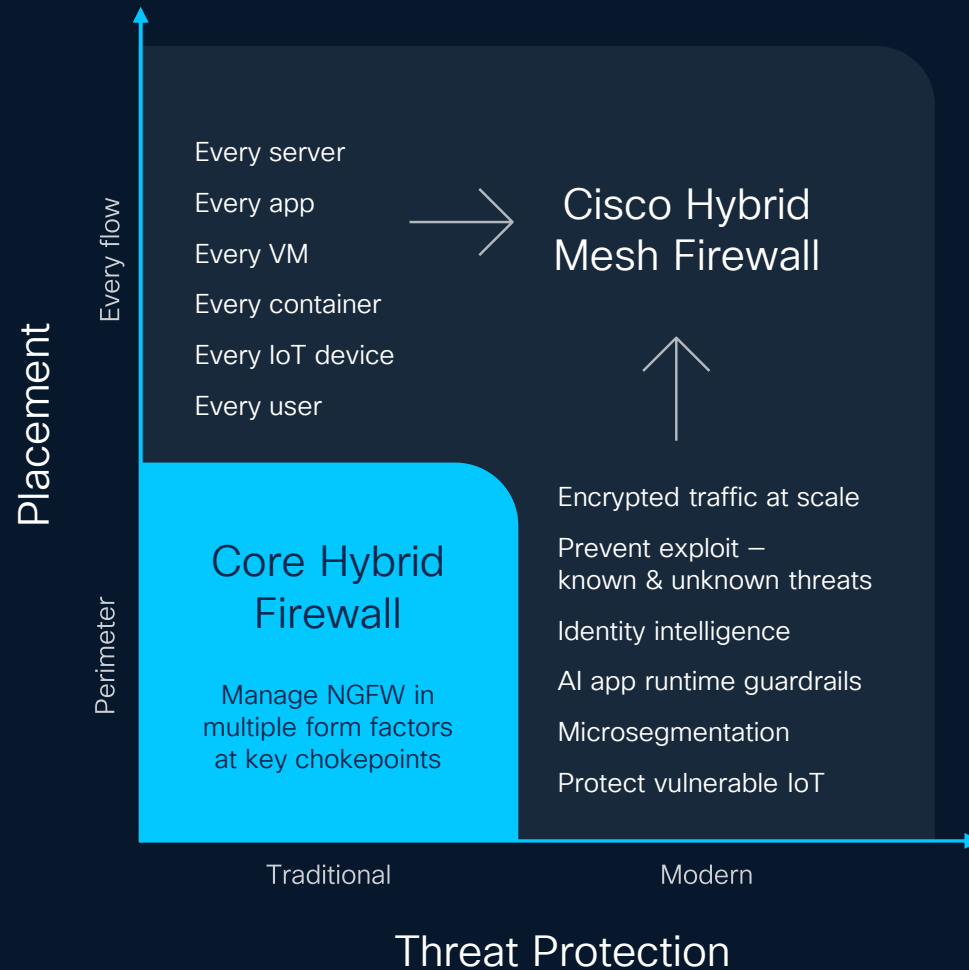 Placement
Every flow
Perimeter
Every server
Every app
Every VM
Every container
Every IoT device
Every user
Cisco Hybrid
Mesh Firewall
Core Hybrid
Firewall
Manage NGFW in
multiple form factors
at key chokepoints
Encrypted traffic at scale
Prevent exploit –
known & unknown threats
Identity intelligence
AI app runtime guardrails
Microsegmentation
Protect vulnerable IoT
Traditional
Modern
Threat Protection